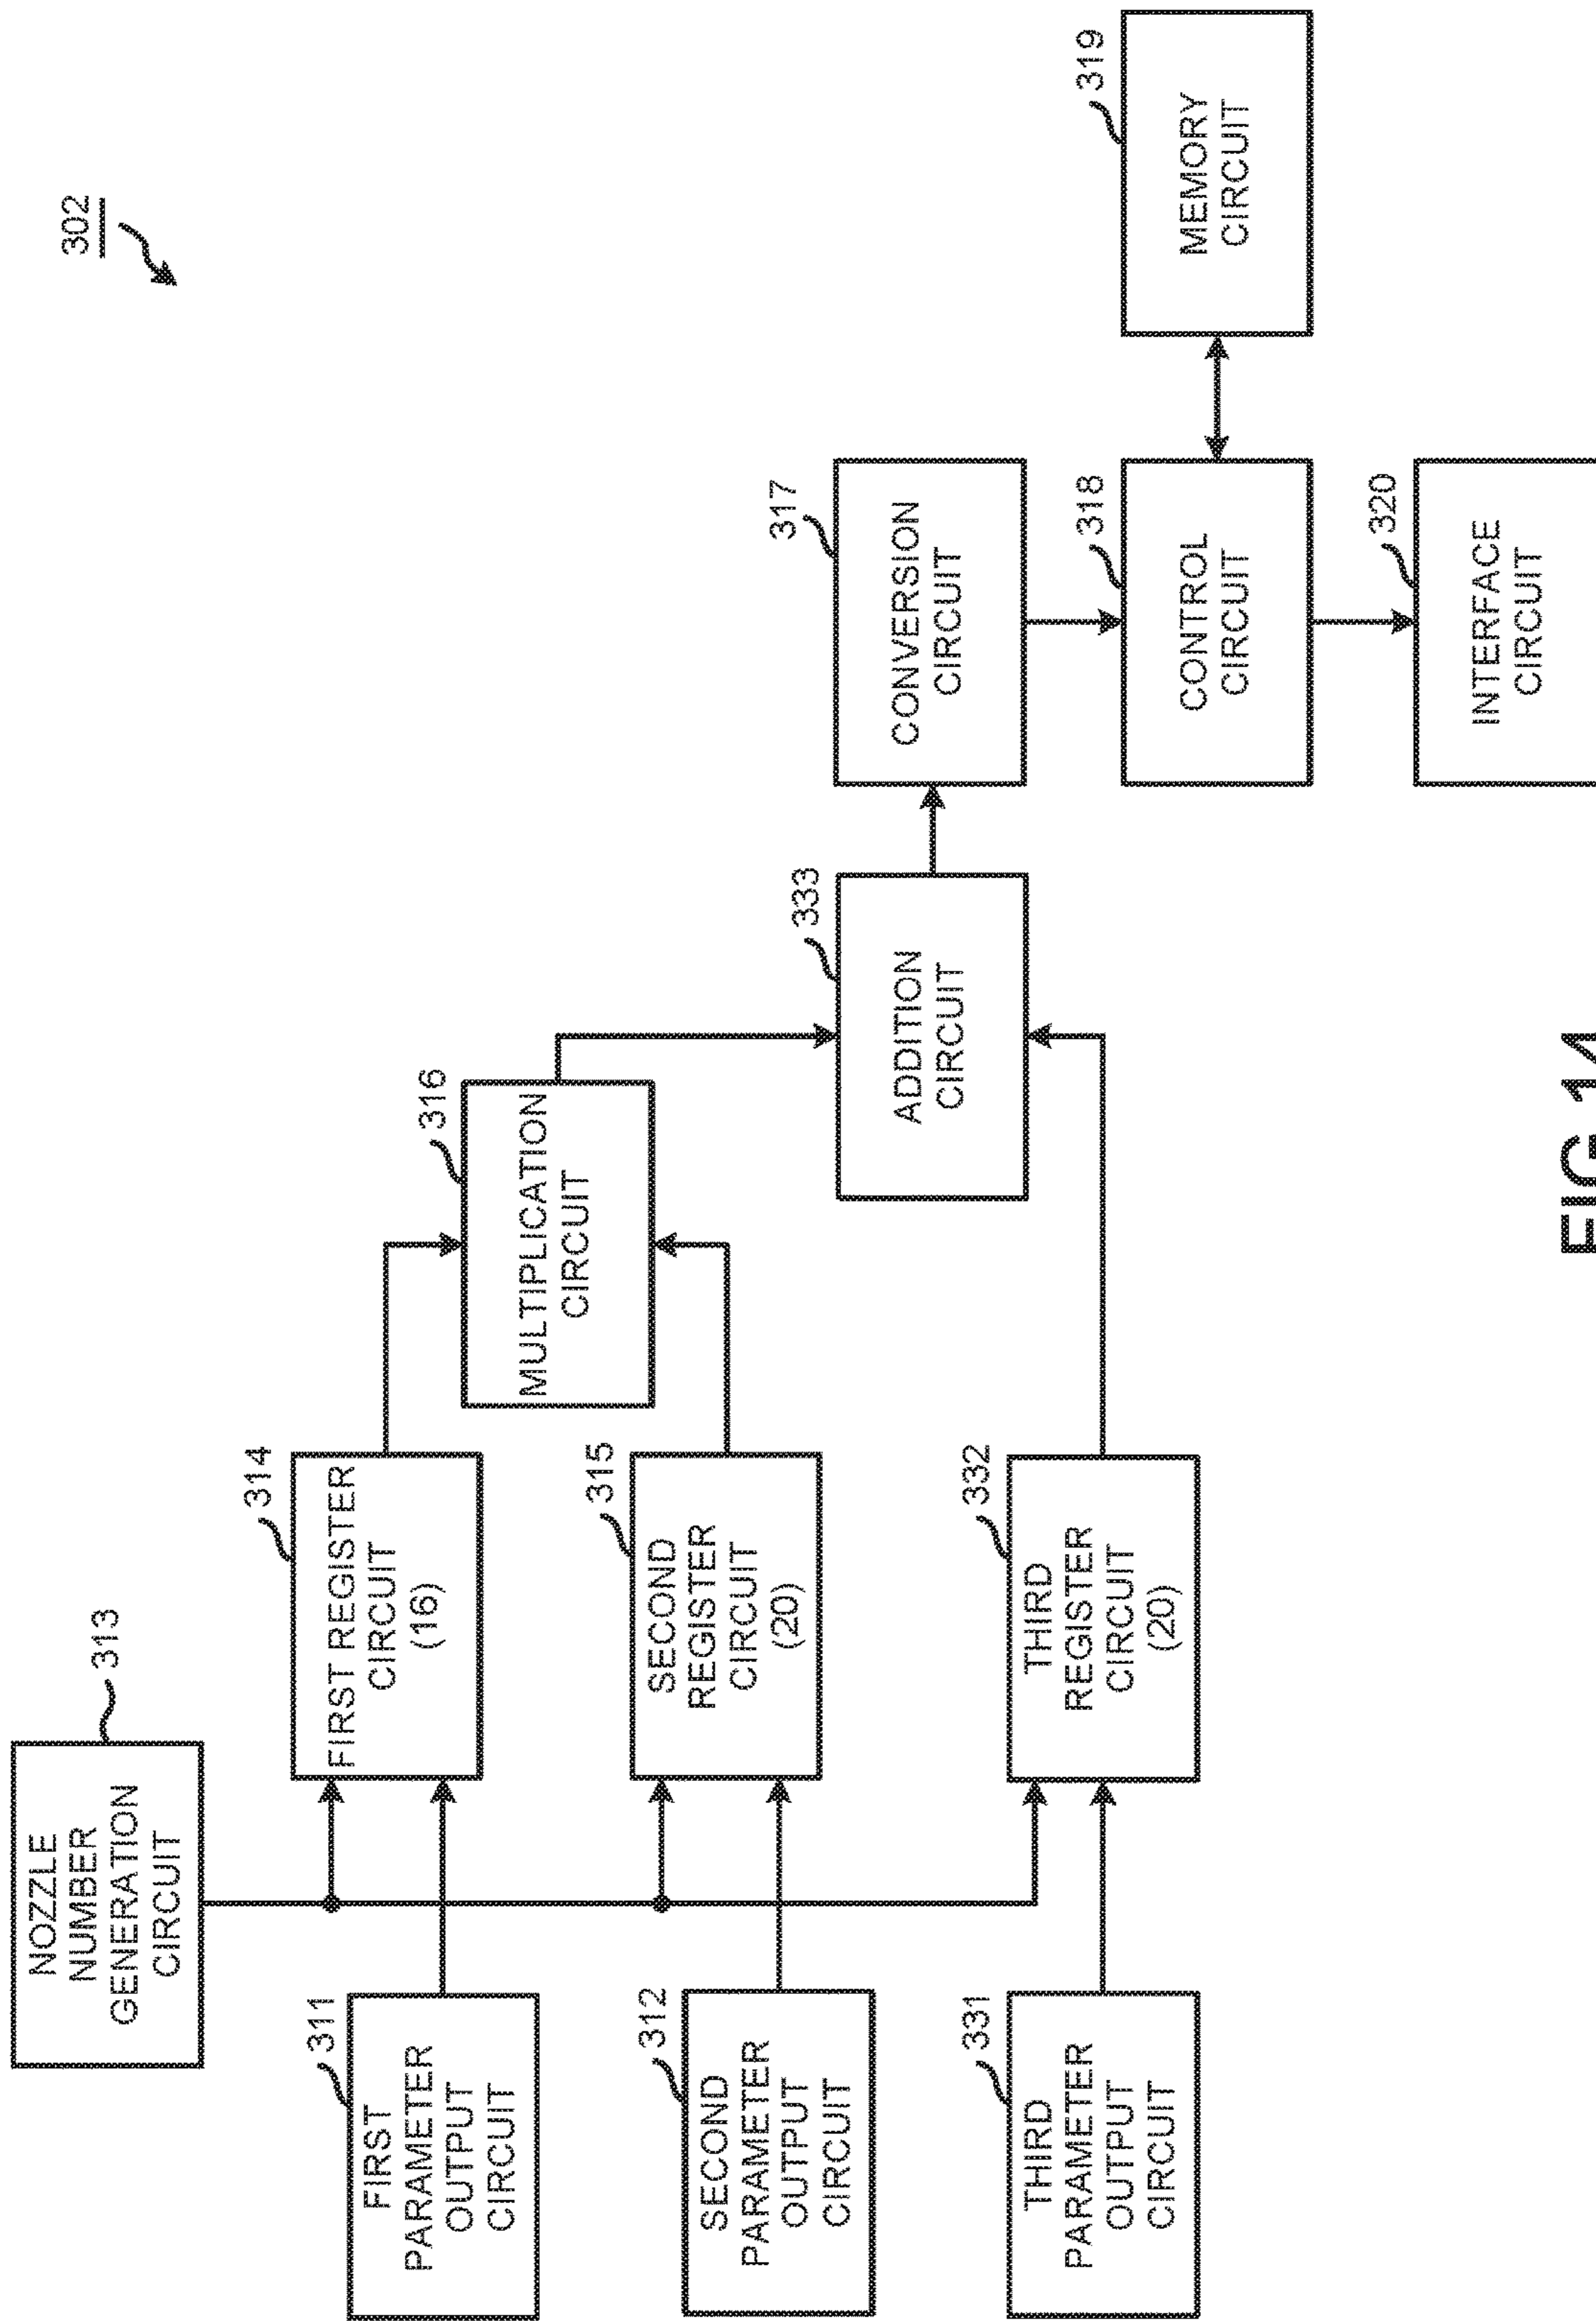 302
NOZZLE
NUMBER
GENERATION
CIRCUIT
313
FIRST
PARAMETER
OUTPUT
CIRCUIT
311
FIRST REGISTER
CIRCUIT
(16)
314
SECOND
PARAMETER
OUTPUT
CIRCUIT
312
SECOND
REGISTER
CIRCUIT
(20)
315
MULTIPLICATION
CIRCUIT
316
THIRD
PARAMETER
OUTPUT
CIRCUIT
331
THIRD
REGISTER
CIRCUIT
(20)
332
ADDITION
CIRCUIT
333
CONVERSION
CIRCUIT
317
CONTROL
CIRCUIT
318
MEMORY
CIRCUIT
319
INTERFACE
CIRCUIT
320
FIG.14